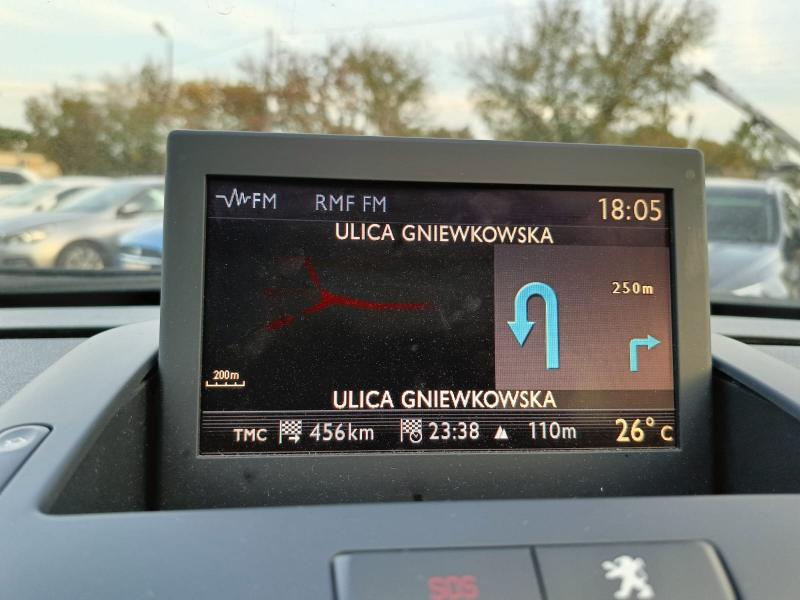 FM RMF FM 18:05
ULICA GNIEWKOWSKA
250m
200m
ULICA GNIEWKOWSKA
TMC 456km 23:38 110m 26° C
SOS